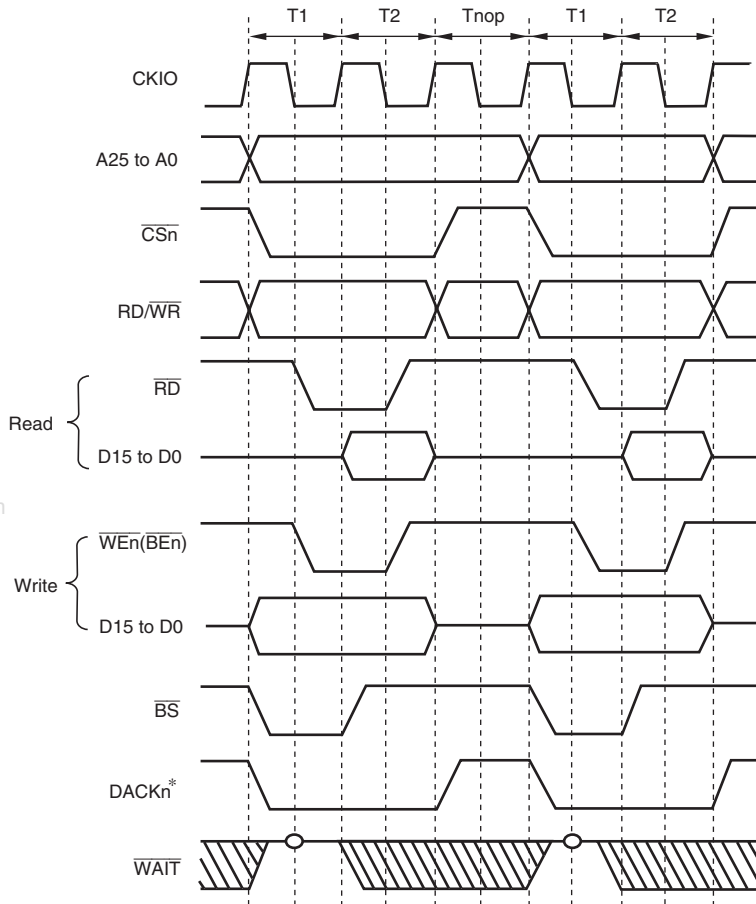 T1 T2 Tnop T1 T2
CKIO
A25 to A0
CSn
RD/WR
RD
Read
D15 to D0
WEn(BEn)
Write
D15 to D0
BS
DACKn*
WAIT